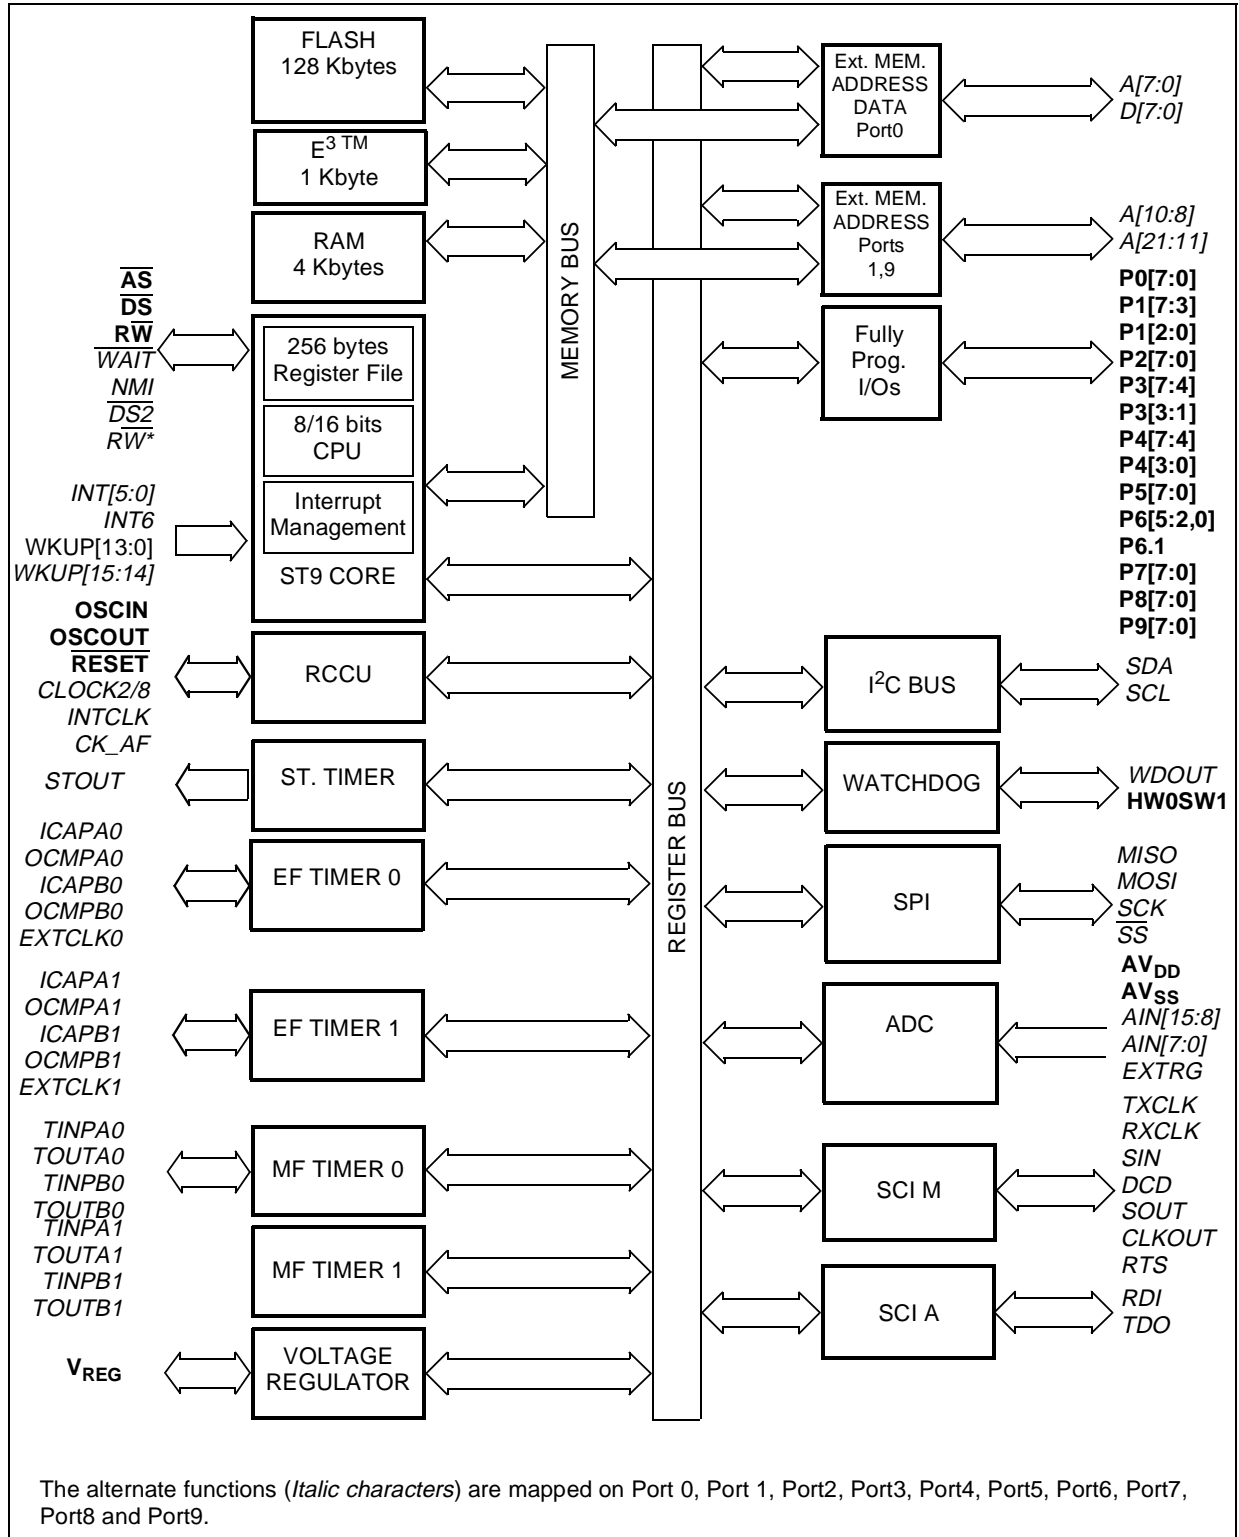 FLASH
128 Kbytes
E3 TM
1 Kbyte
RAM
4 Kbytes
A̅S̅
D̅S̅
RW̅
W̅A̅I̅T̅
NMI
D̅S̅2̅
RW̅*
256 bytes
Register File
8/16 bits
CPU
Interrupt
Management
ST9 CORE
INT[5:0]
INT6
WKUP[13:0]
WKUP[15:14]
OSCIN
OSCOUT
R̅E̅S̅E̅T̅
CLOCK2/8
INTCLK
CK_AF
RCCU
STOUT
ST. TIMER
ICAPA0
OCMPA0
ICAPB0
OCMPB0
EXTCLK0
EF TIMER 0
ICAPA1
OCMPA1
ICAPB1
OCMPB1
EXTCLK1
EF TIMER 1
TINPA0
TOUTA0
TINPB0
TOUTB0
MF TIMER 0
TINPA1
TOUTA1
TINPB1
TOUTB1
MF TIMER 1
VREG
VOLTAGE
REGULATOR
MEMORY BUS
REGISTER BUS
Ext. MEM.
ADDRESS
DATA
Port0
A[7:0]
D[7:0]
Ext. MEM.
ADDRESS
Ports
1,9
A[10:8]
A[21:11]
Fully
Prog.
I/Os
P0[7:0]
P1[7:3]
P1[2:0]
P2[7:0]
P3[7:4]
P3[3:1]
P4[7:4]
P4[3:0]
P5[7:0]
P6[5:2,0]
P6.1
P7[7:0]
P8[7:0]
P9[7:0]
I2C BUS
SDA
SCL
WATCHDOG
WDOUT
HW0SW1
SPI
MISO
MOSI
SCK
S̅S̅
ADC
AVDD
AVSS
AIN[15:8]
AIN[7:0]
EXTRG
SCI M
TXCLK
RXCLK
SIN
DCD
SOUT
CLKOUT
RTS
SCI A
RDI
TDO
The alternate functions (Italic characters) are mapped on Port 0, Port 1, Port2, Port3, Port4, Port5, Port6, Port7,
Port8 and Port9.